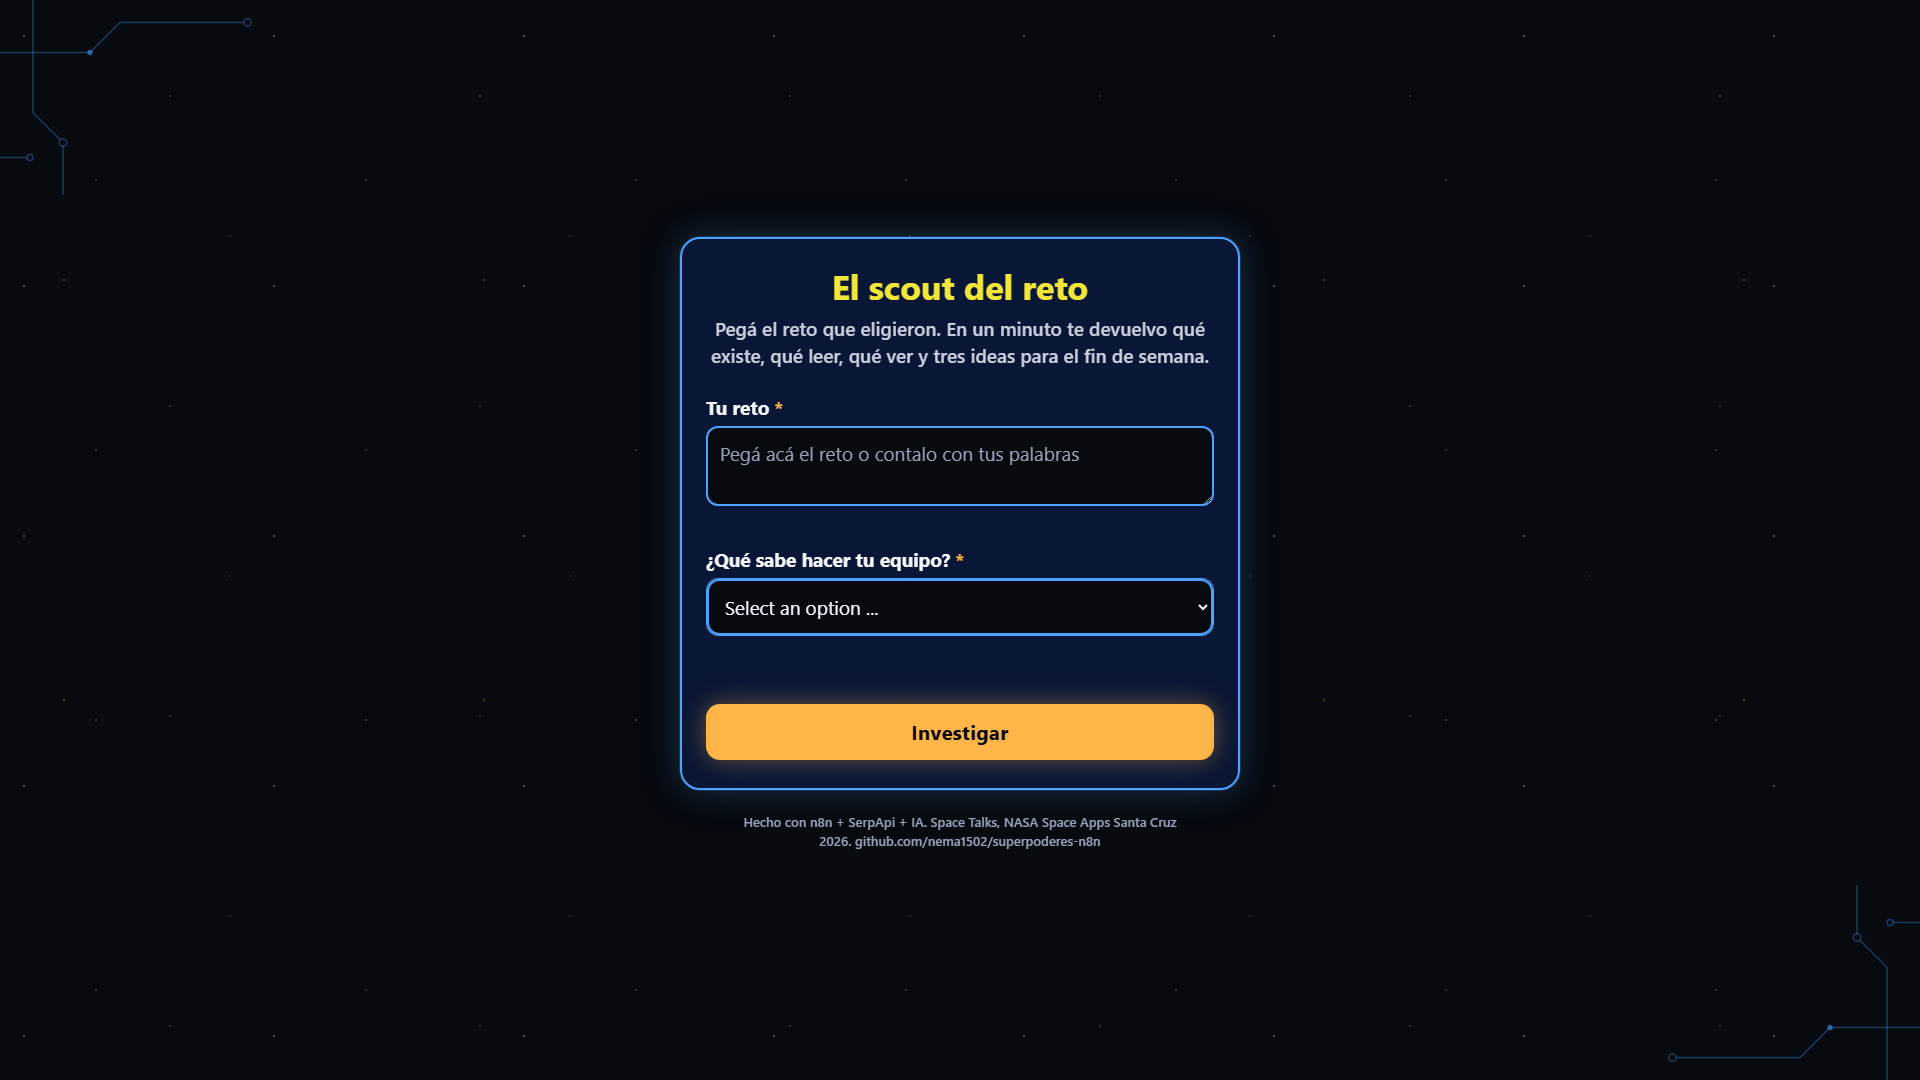 El scout del reto
Pegá el reto que eligieron. En un minuto te devuelvo qué
existe, qué leer, qué ver y tres ideas para el fin de semana.
Tu reto *
Pegá acá el reto o contalo con tus palabras
¿Qué sabe hacer tu equipo? *
Select an option ...
Investigar
Hecho con n8n + SerpApi + IA. Space Talks, NASA Space Apps Santa Cruz
2026. github.com/nema1502/superpoderes-n8n